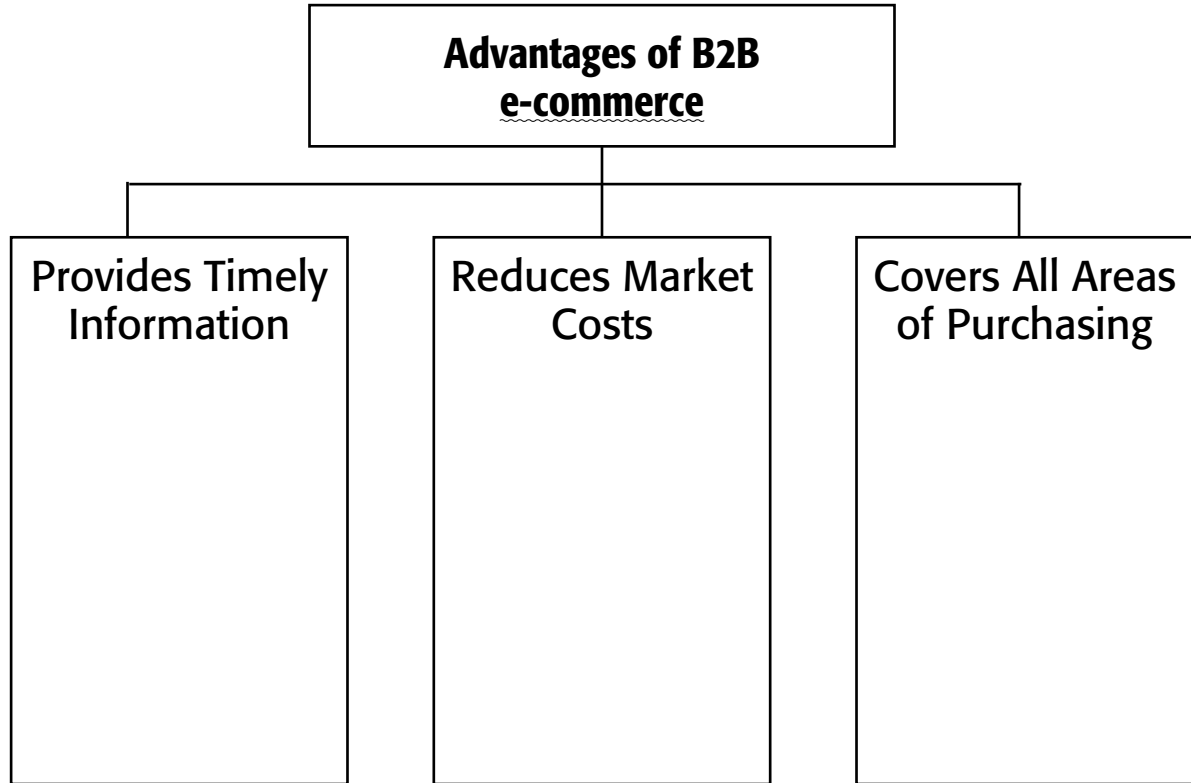 Advantages of B2B
e-commerce
Provides Timely
Information
Reduces Market
Costs
Covers All Areas
of Purchasing